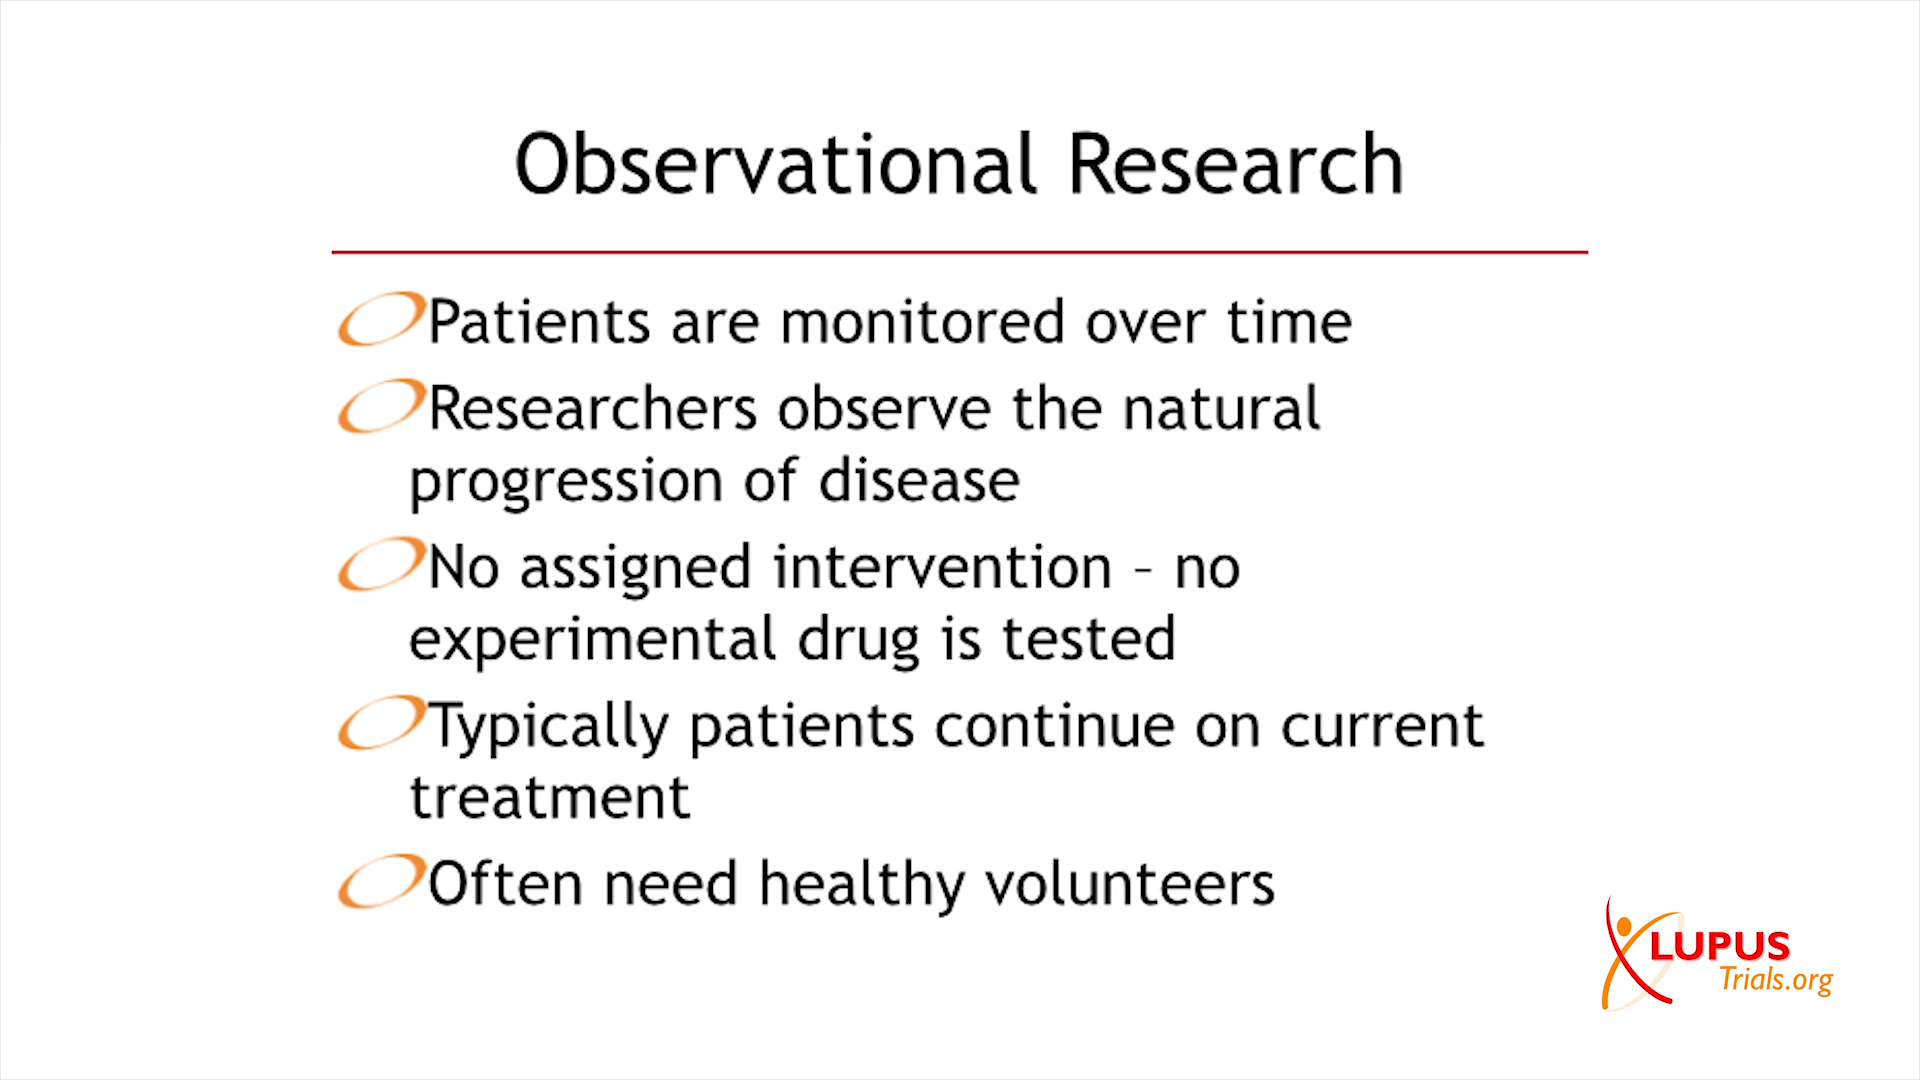 Observational Research
Patients are monitored over time
Researchers observe the natural
progression of disease
No assigned intervention – no
experimental drug is tested
Typically patients continue on current
treatment
Often need healthy volunteers
LUPUS
Trials.org